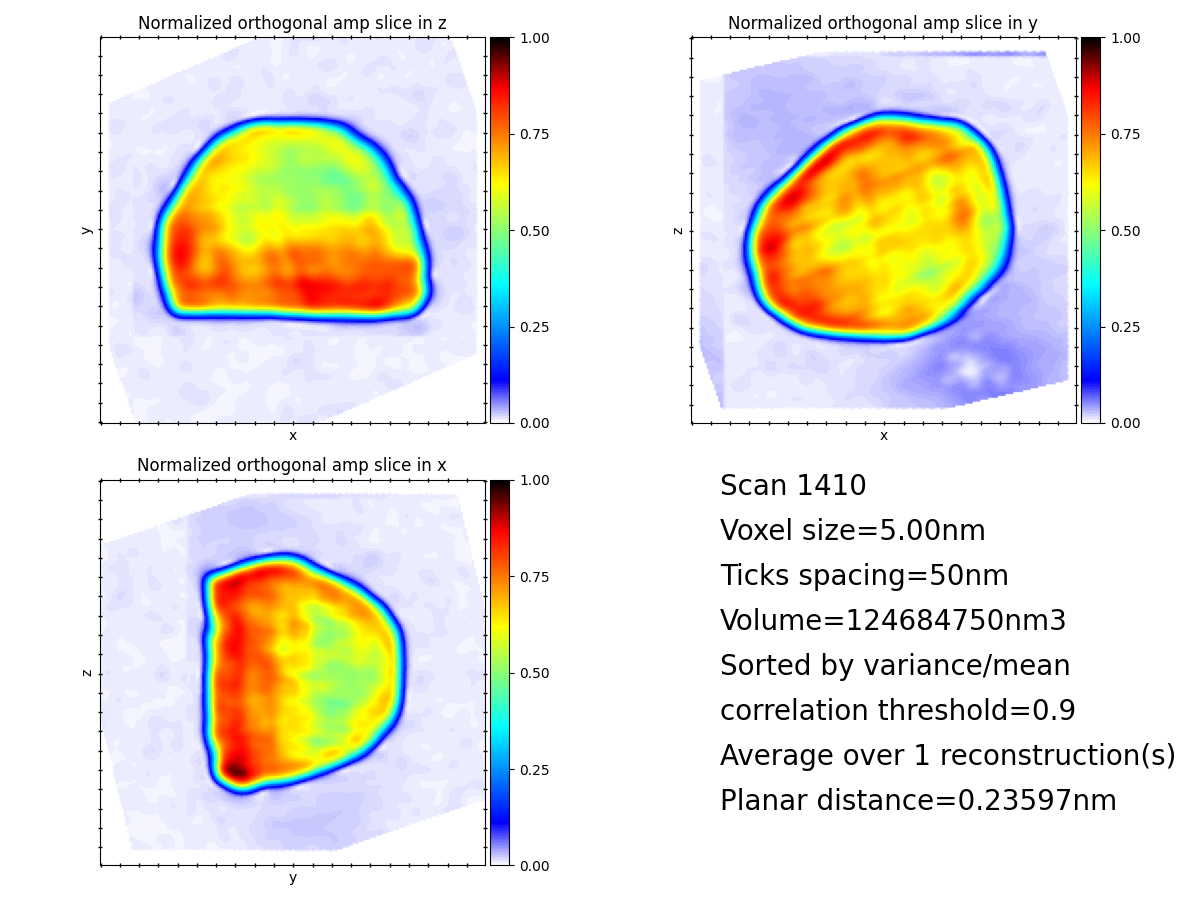 Normalized orthogonal amp slice in z
1.00
0.75
0.50
0.25
0.00
y
x
Normalized orthogonal amp slice in y
1.00
0.75
0.50
0.25
0.00
z
x
Normalized orthogonal amp slice in x
1.00
0.75
0.50
0.25
0.00
z
y
Scan 1410
Voxel size=5.00nm
Ticks spacing=50nm
Volume=124684750nm3
Sorted by variance/mean
correlation threshold=0.9
Average over 1 reconstruction(s)
Planar distance=0.23597nm